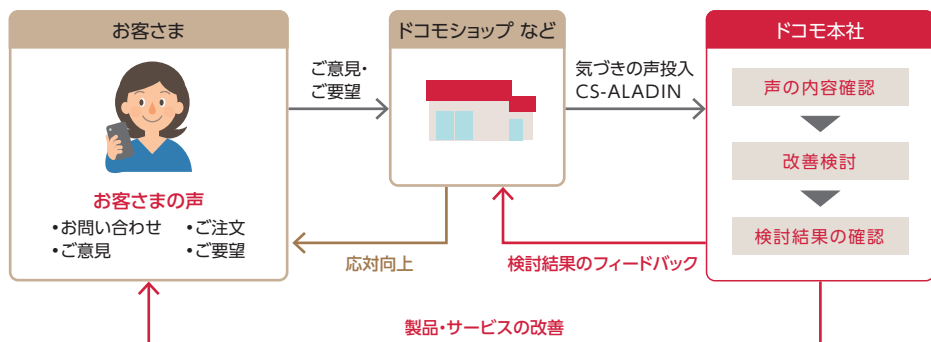 お客さま
お客さまの声
•お問い合わせ •ご注文
•ご意見 •ご要望
ご意見・
ご要望
ドコモショップ など
気づきの声投入
CS-ALADIN
ドコモ本社
声の内容確認
改善検討
検討結果の確認
応対向上
検討結果のフィードバック
製品・サービスの改善